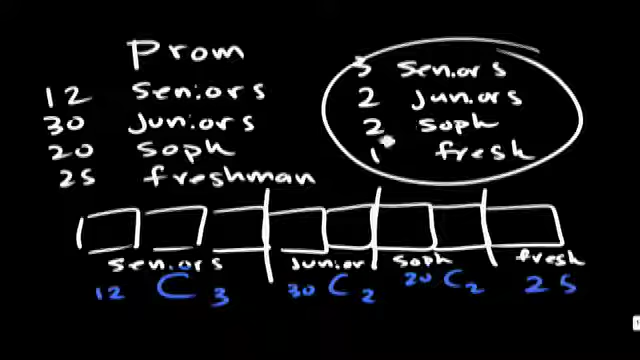 Prom
12 seniors
30 juniors
20 soph
25 freshman
3 seniors
2 juniors
2 soph
1 fresh
seniors junior soph fresh
12 C 3 30 C 2 20 C 2 25